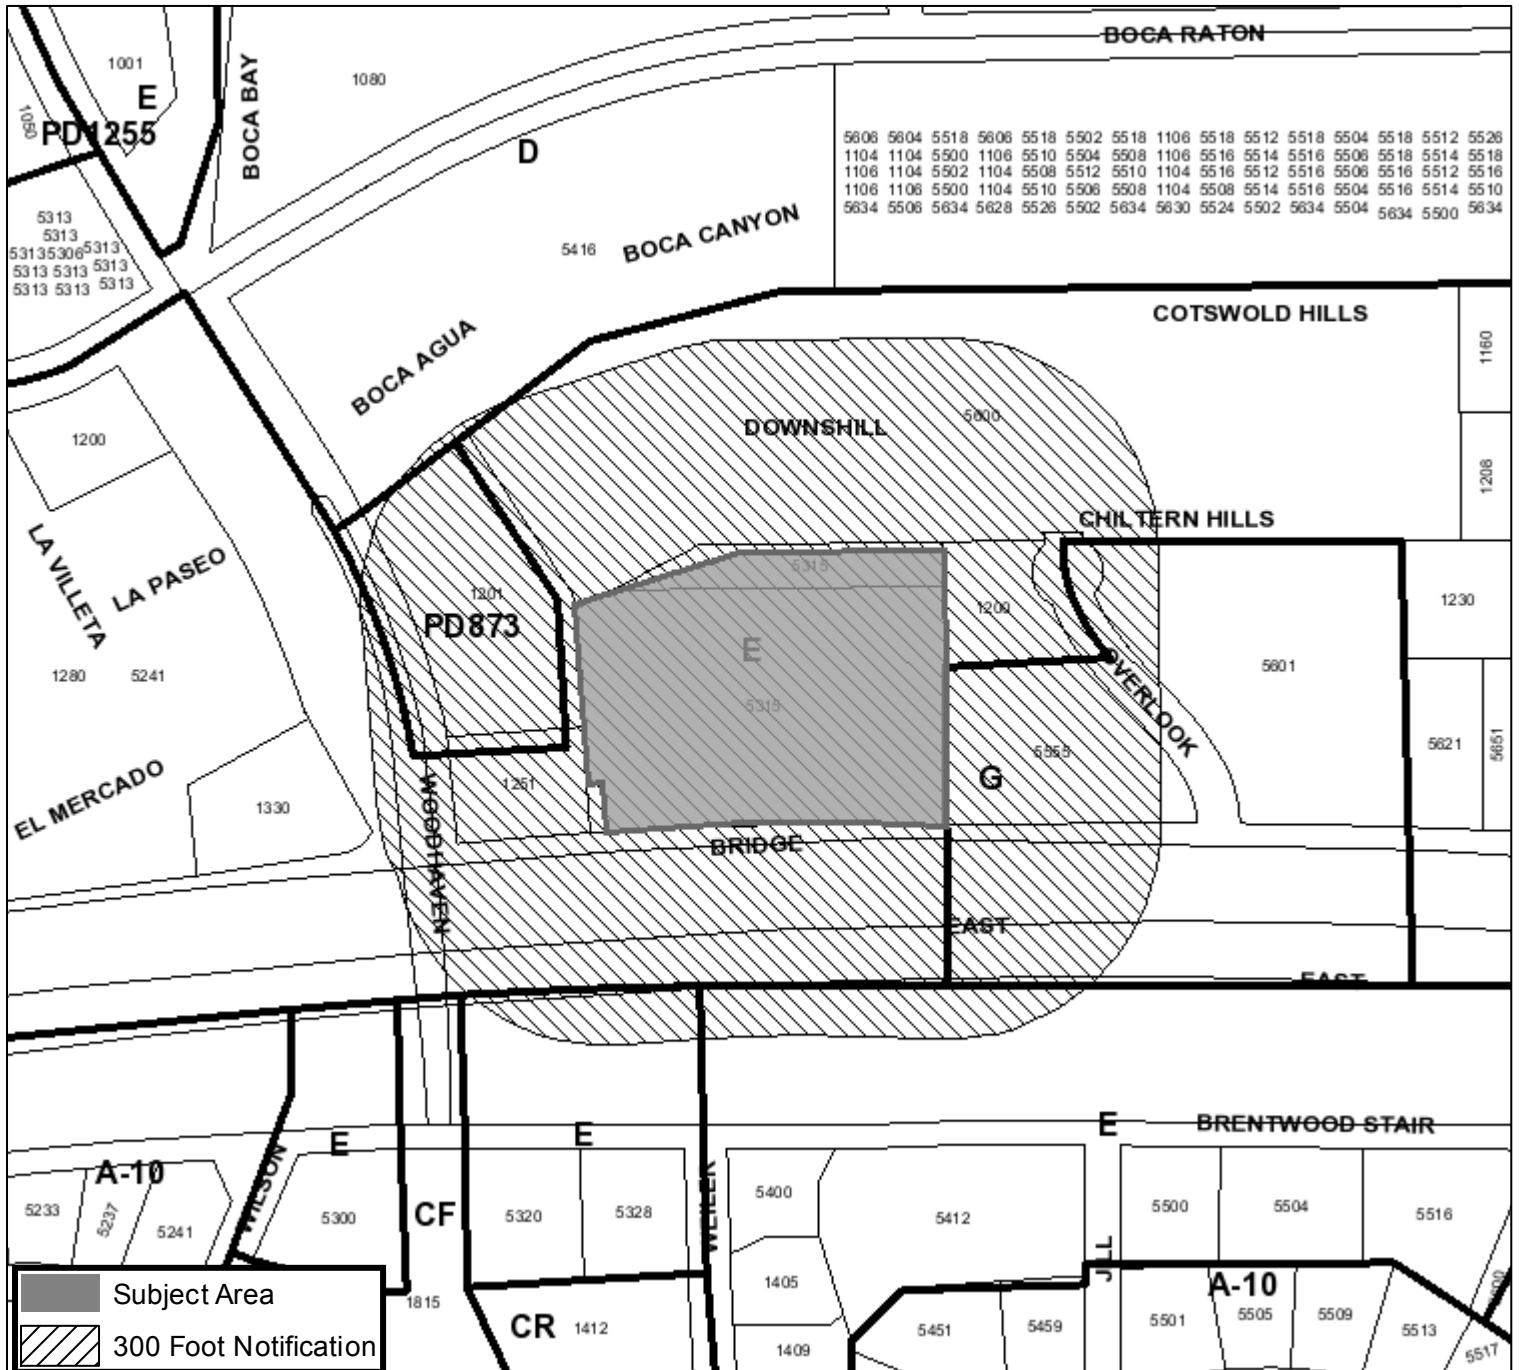 BOCA RATON
1001
E
1080
BOCA BAY
1050
PD1255
D
5606 5604 5518 5606 5518 5502 5518 1106 5518 5512 5518 5504 5518 5512 5526
1104 1104 5500 1106 5510 5504 5508 1106 5516 5514 5516 5506 5518 5514 5518
1106 1104 5502 1104 5508 5512 5510 1104 5516 5512 5516 5506 5516 5512 5516
1106 1106 5500 1104 5510 5506 5508 1104 5508 5514 5516 5504 5516 5514 5510
5634 5506 5634 5628 5526 5502 5634 5630 5524 5502 5634 5504 5634 5500 5634
5313
5313
5313 5306 5313
5313 5313 5313
5313 5313 5313
5416
BOCA CANYON
COTSWOLD HILLS
BOCA AGUA
1160
1200
DOWNSHILL
5600
1208
CHILTERN HILLS
LA VILLETA
LA PASEO
5315
1201
PD873
1200
1230
E
5601
1280
5241
5315
OVERLOOK
5555
G
5621
5651
EL MERCADO
1330
1251
WOODHAVEN
BRIDGE
EAST
EAST
BRENTWOOD STAIR
E
E
E
A-10
WILSON
5233
5237
5241
5300
CF
5320
5328
WEILER
5400
5412
5500
5504
5516
JILL
1405
A-10
1815
CR
1412
1409
5451
5459
5501
5505
5509
5513
5517
Subject Area
300 Foot Notification